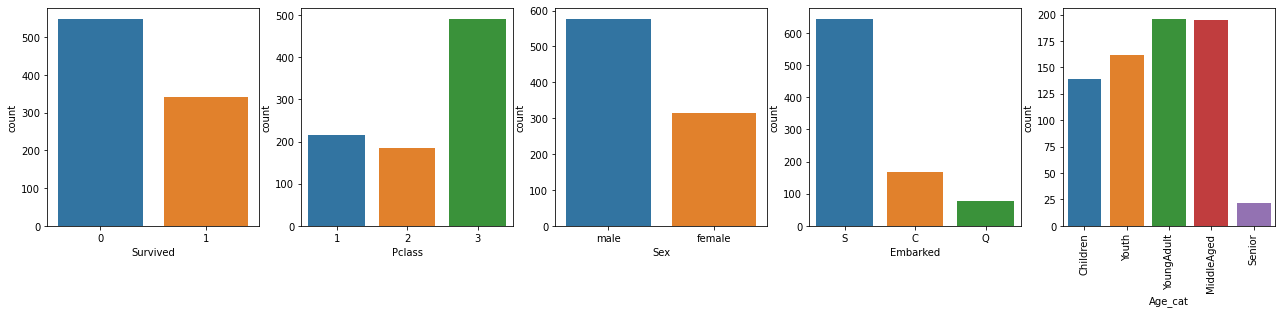 500
400
300
200
100
0
count
0 1
Survived
500
400
300
200
100
0
count
1 2 3
Pclass
600
500
400
300
200
100
0
count
male female
Sex
600
500
400
300
200
100
0
count
S C Q
Embarked
200
175
150
125
100
75
50
25
0
count
Children
Youth
YoungAdult
MiddleAged
Senior
Age_cat